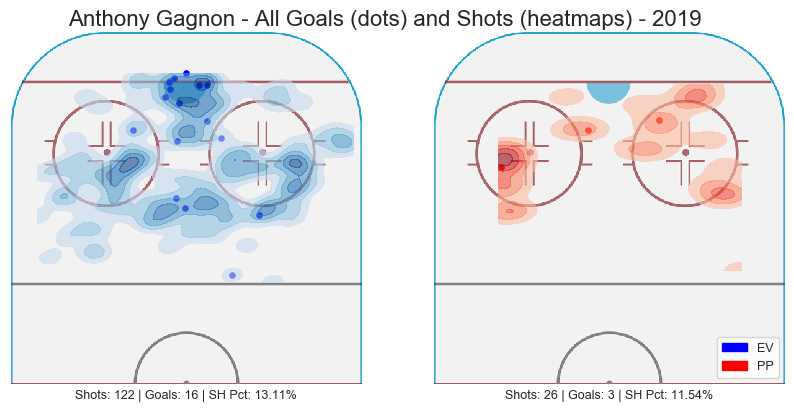 Anthony Gagnon - All Goals (dots) and Shots (heatmaps) - 2019
EV
PP
Shots: 122 | Goals: 16 | SH Pct: 13.11%
Shots: 26 | Goals: 3 | SH Pct: 11.54%